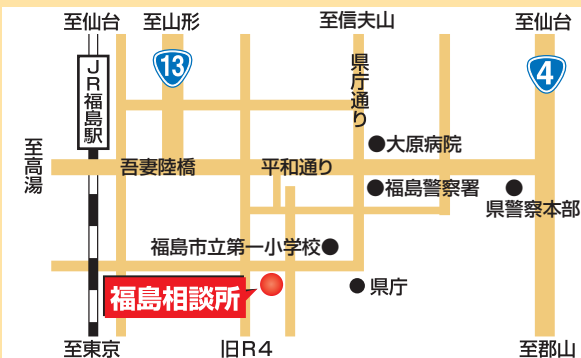 至仙台
至山形
至信夫山
至仙台
13
4
JR福島駅
県庁通り
大原病院
至高湯
吾妻陸橋
平和通り
福島警察署
県警察本部
福島市立第一小学校
福島相談所
県庁
至東京
旧R4
至郡山